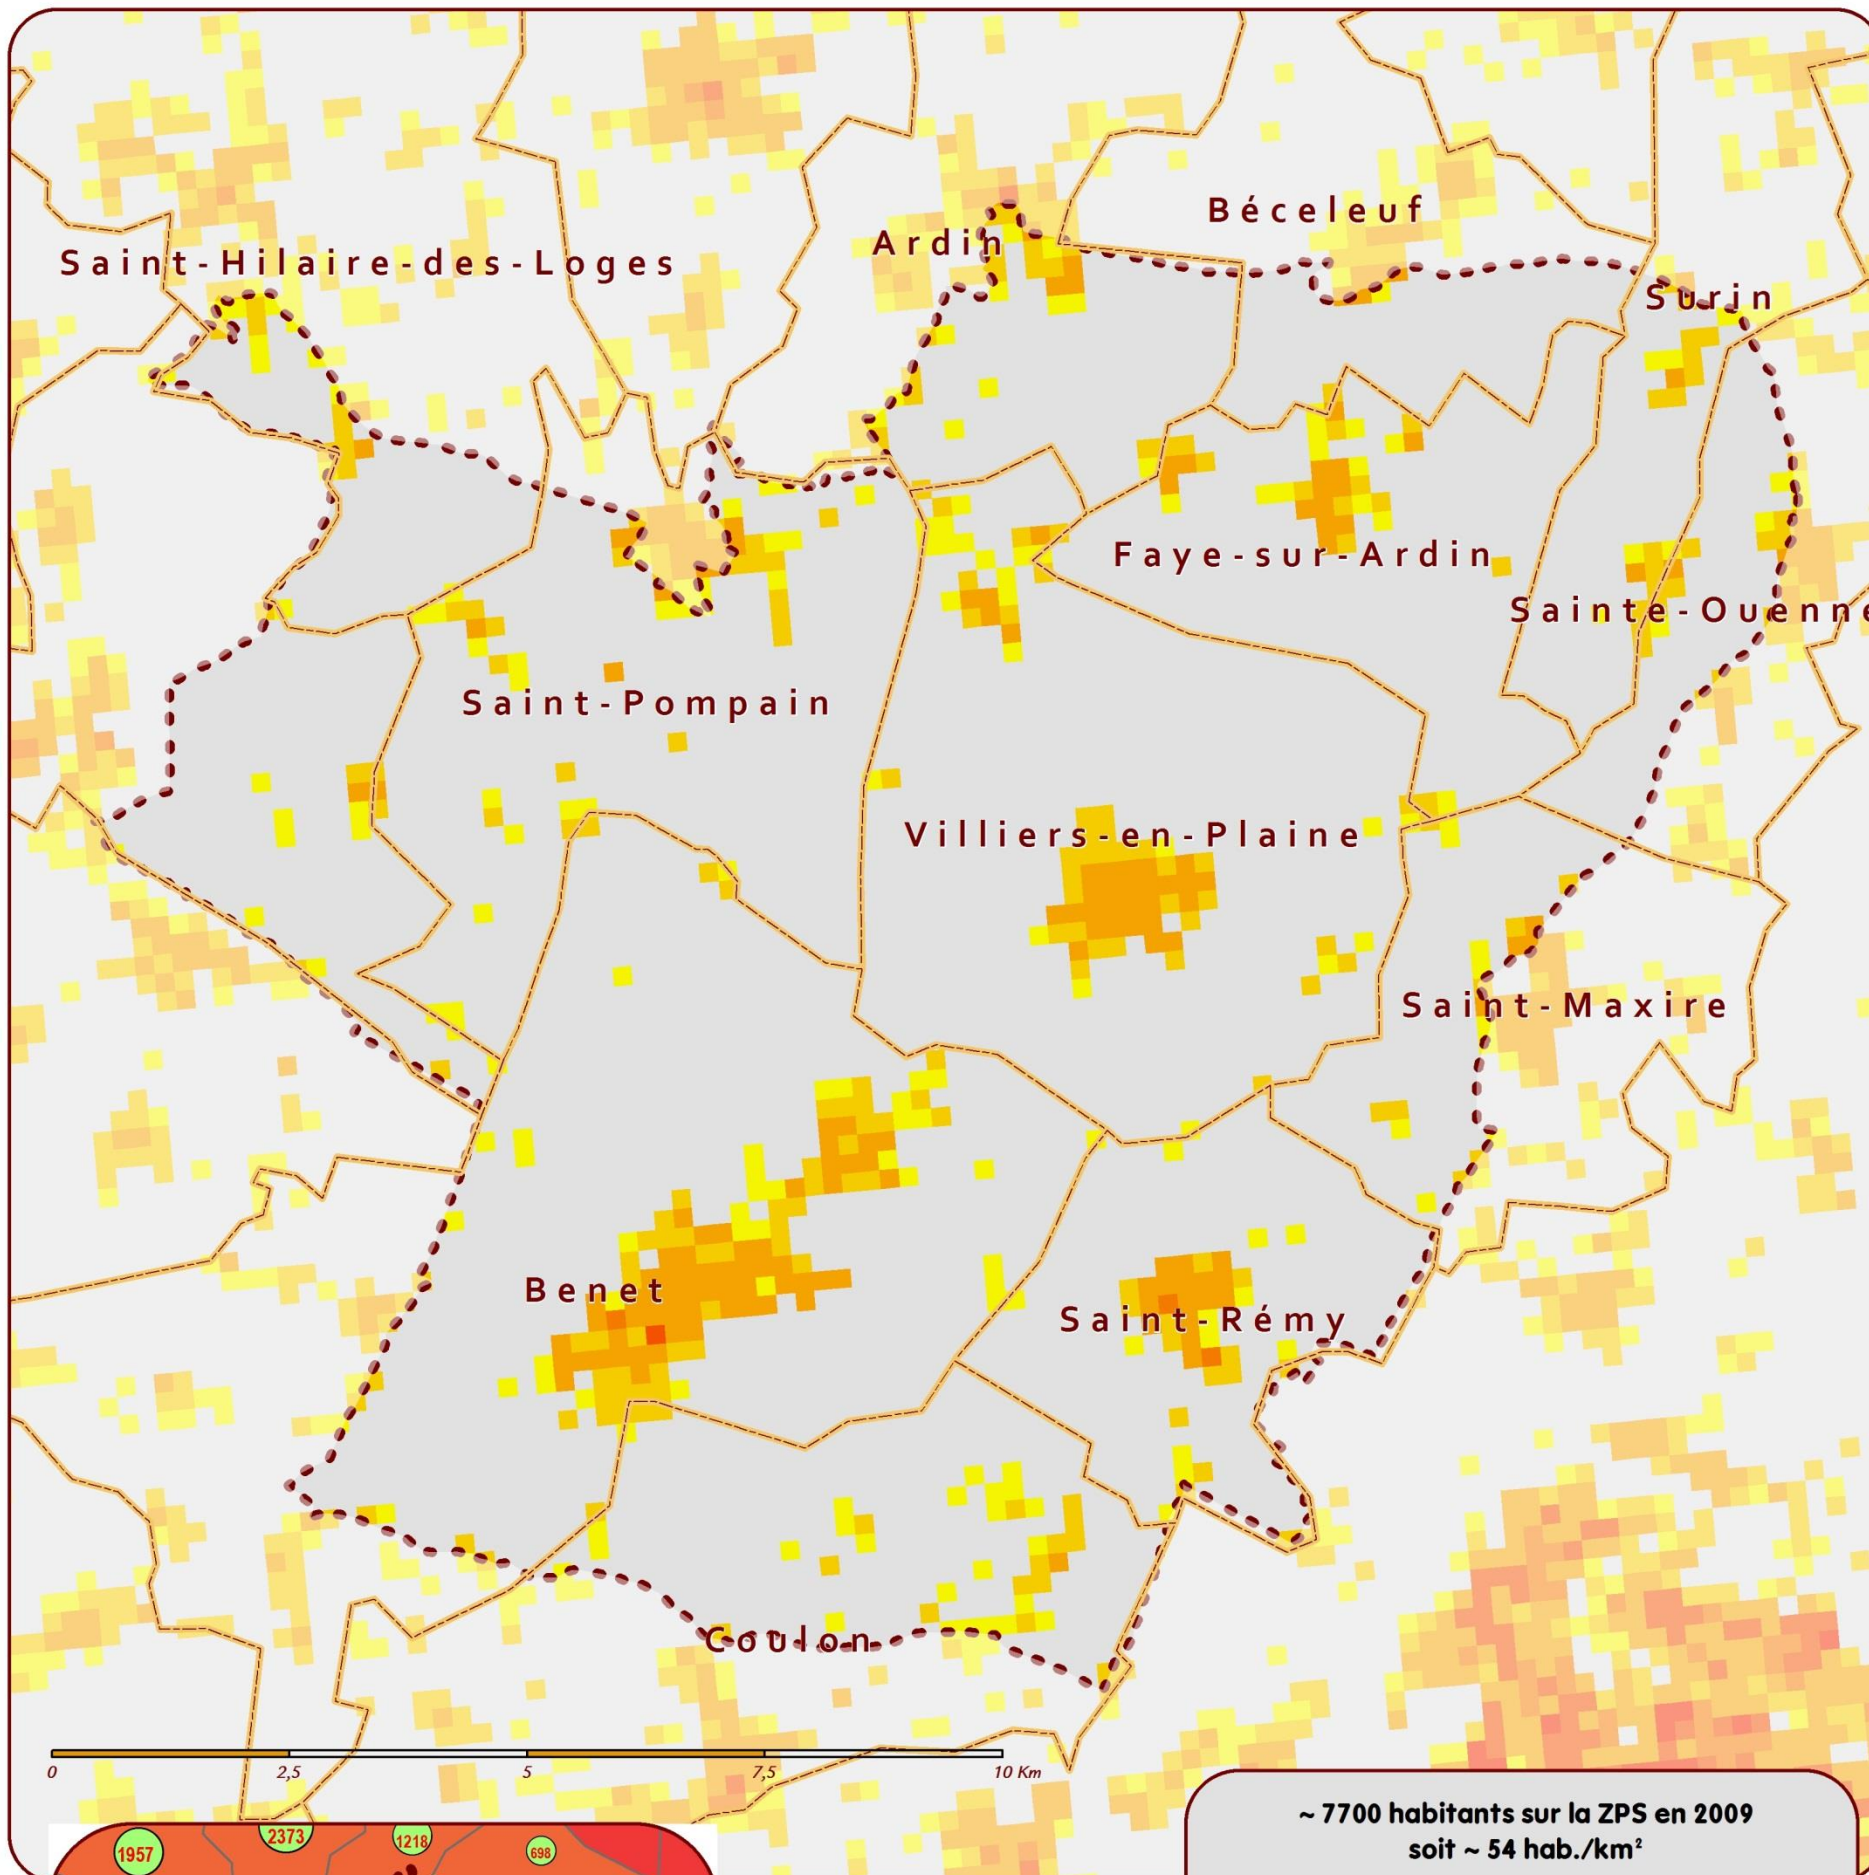 Béceleuf
Ardin
Saint-Hilaire-des-Loges
Surin
Faye-sur-Ardin
Sainte-Ouenne
Saint-Pompain
Villiers-en-Plaine
Saint-Maxire
Benet
Saint-Rémy
Coulon
0 2,5 5 7,5 10 Km
~ 7700 habitants sur la ZPS en 2009
soit ~ 54 hab./km²
1957 2373 1218 698